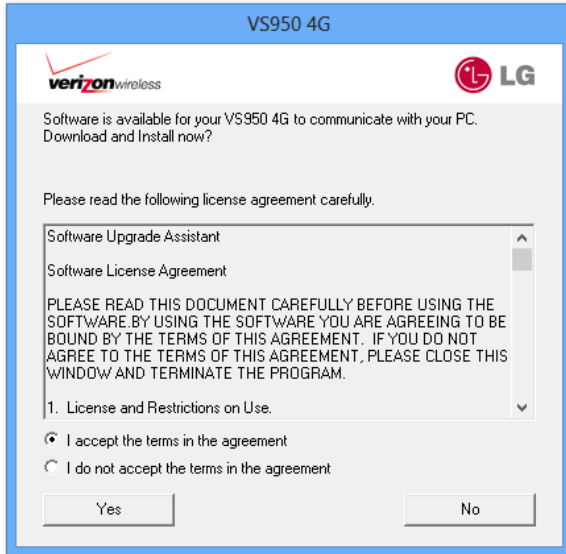 VS950 4G
verizonwireless
LG
Software is available for your VS950 4G to communicate with your PC.
Download and Install now?
Please read the following license agreement carefully.
Software Upgrade Assistant
Software License Agreement
PLEASE READ THIS DOCUMENT CAREFULLY BEFORE USING THE
SOFTWARE.BY USING THE SOFTWARE YOU ARE AGREEING TO BE
BOUND BY THE TERMS OF THIS AGREEMENT.  IF YOU DO NOT
AGREE TO THE TERMS OF THIS AGREEMENT, PLEASE CLOSE THIS
WINDOW AND TERMINATE THE PROGRAM.
1.  License and Restrictions on Use.
I accept the terms in the agreement
I do not accept the terms in the agreement
Yes
No